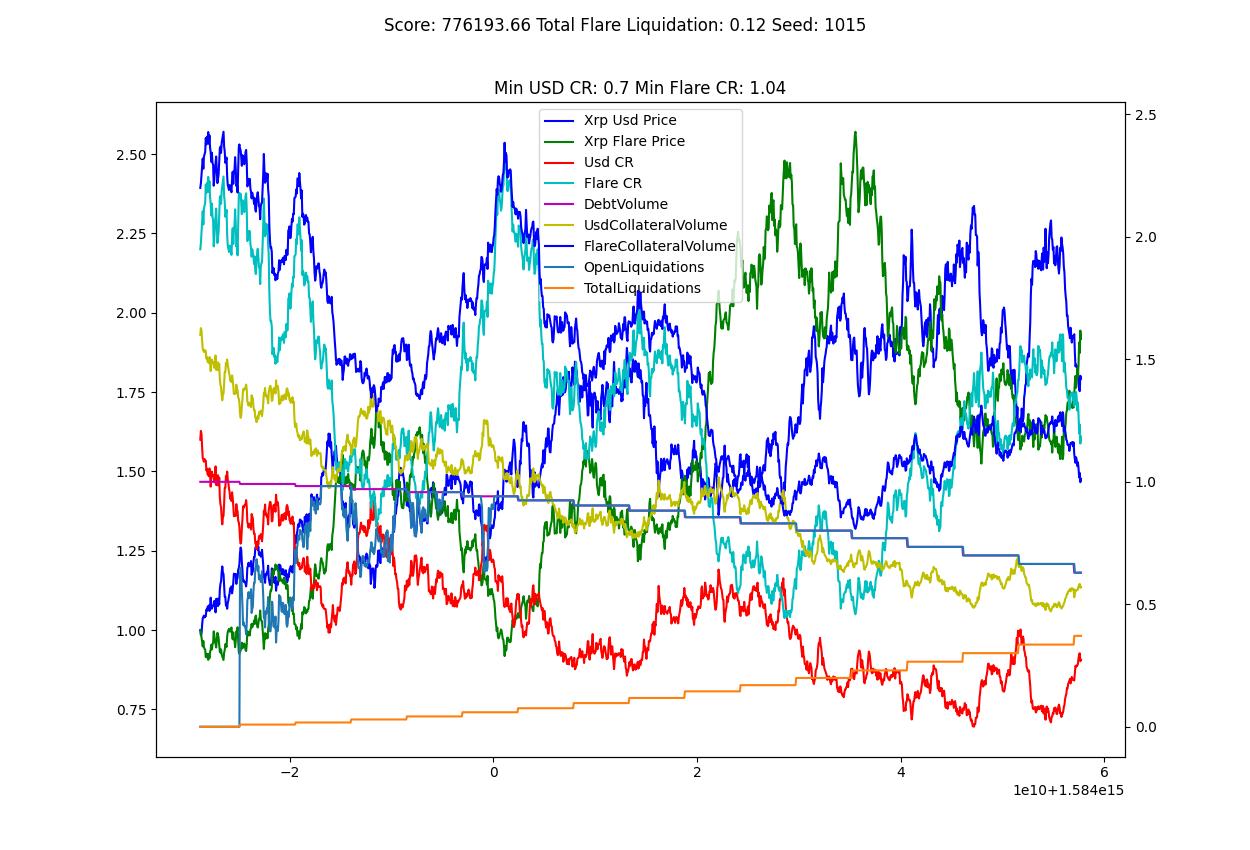 Score: 776193.66 Total Flare Liquidation: 0.12 Seed: 1015
Min USD CR: 0.7 Min Flare CR: 1.04
Xrp Usd Price
Xrp Flare Price
Usd CR
Flare CR
DebtVolume
UsdCollateralVolume
FlareCollateralVolume
OpenLiquidations
TotalLiquidations
2.50
2.25
2.00
1.75
1.50
1.25
1.00
0.75
2.5
2.0
1.5
1.0
0.5
0.0
−2 0 2 4 6
1e10+1.584e15